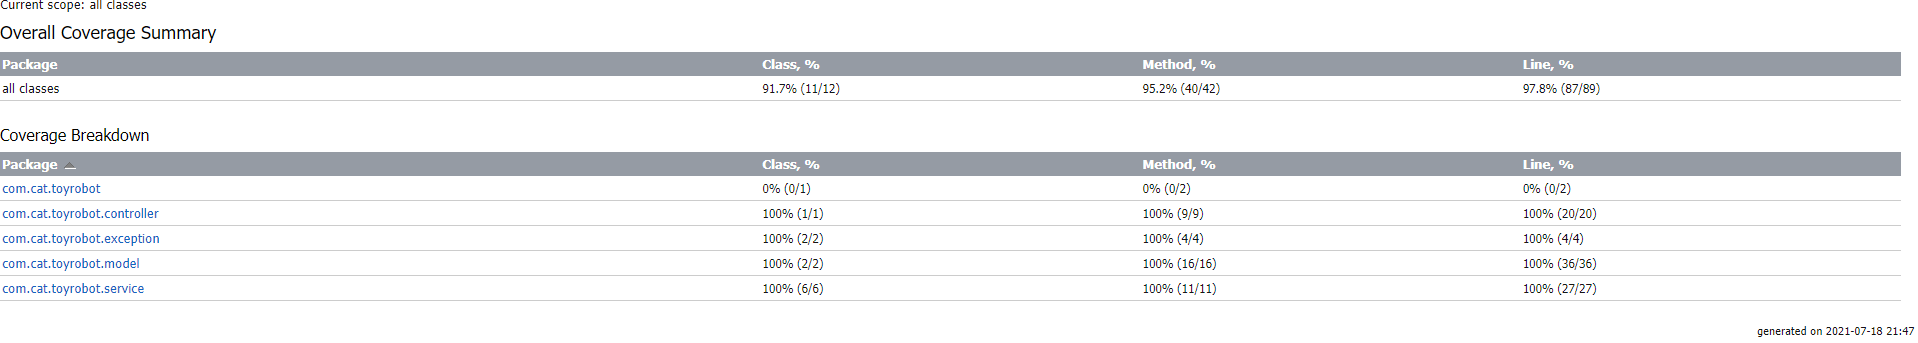 Current scope: all classes
Overall Coverage Summary
Package Class, % Method, % Line, %
all classes 91.7% (11/12) 95.2% (40/42) 97.8% (87/89)
Coverage Breakdown
Package Class, % Method, % Line, %
com.cat.toyrobot 0% (0/1) 0% (0/2) 0% (0/2)
com.cat.toyrobot.controller 100% (1/1) 100% (9/9) 100% (20/20)
com.cat.toyrobot.exception 100% (2/2) 100% (4/4) 100% (4/4)
com.cat.toyrobot.model 100% (2/2) 100% (16/16) 100% (36/36)
com.cat.toyrobot.service 100% (6/6) 100% (11/11) 100% (27/27)
generated on 2021-07-18 21:47